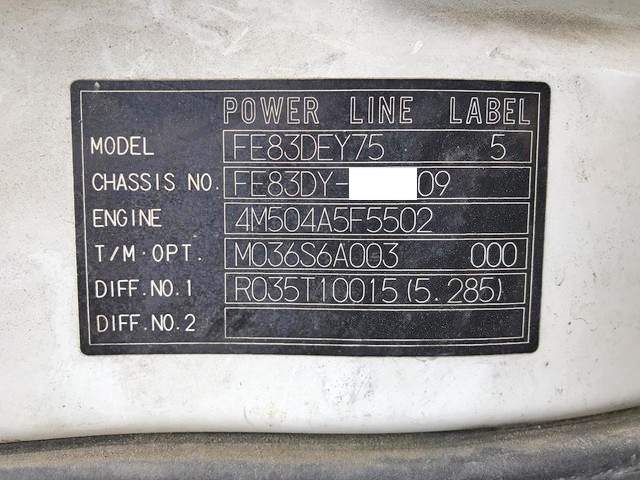 POWER LINE LABEL
MODEL FE83DEY75 5
CHASSIS NO. FE83DY- 09
ENGINE 4M504A5F5502
T/M·OPT. M036S6A003 000
DIFF.NO.1 R035T10015(5.285)
DIFF.NO.2